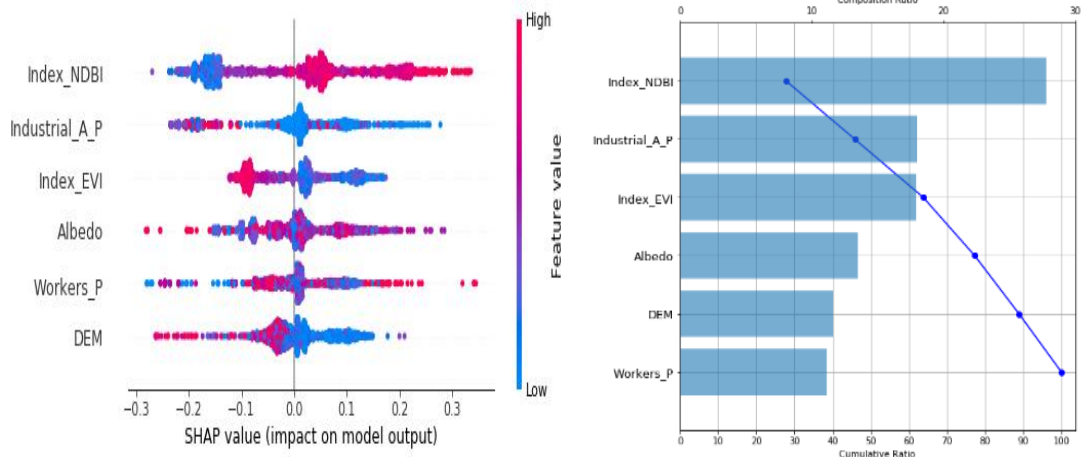 High
Index_NDBI
Industrial_A_P
Index_EVI
Albedo
Workers_P
DEM
Low
Feature value
−0.3 −0.2 −0.1 0.0 0.1 0.2 0.3
SHAP value (impact on model output)
Composition Ratio
0 10 20 30
Index_NDBI
Industrial_A_P
Index_EVI
Albedo
DEM
Workers_P
0 10 20 30 40 50 60 70 80 90 100
Cumulative Ratio